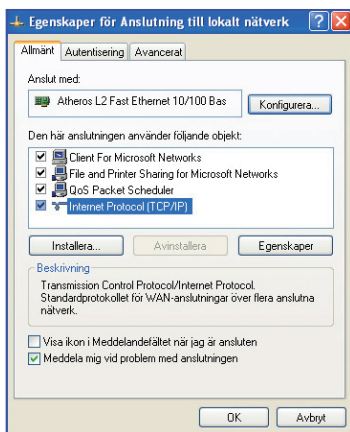 Egenskaper för Anslutning till lokalt nätverk
Allmänt Autentisering Avancerat
Anslut med:
Atheros L2 Fast Ethernet 10/100 Bas
Konfigurera...
Den här anslutningen använder följande objekt:
Client For Microsoft Networks
File and Printer Sharing for Microsoft Networks
QoS Packet Scheduler
Internet Protocol (TCP/IP)
Installera... Avinstallera Egenskaper
Beskrivning
Transmission Control Protocol/Internet Protocol.
Standardprotokollet för WAN-anslutningar över flera anslutna
nätverk.
Visa ikon i Meddelandefältet när jag är ansluten
Meddela mig vid problem med anslutningen
OK Avbryt